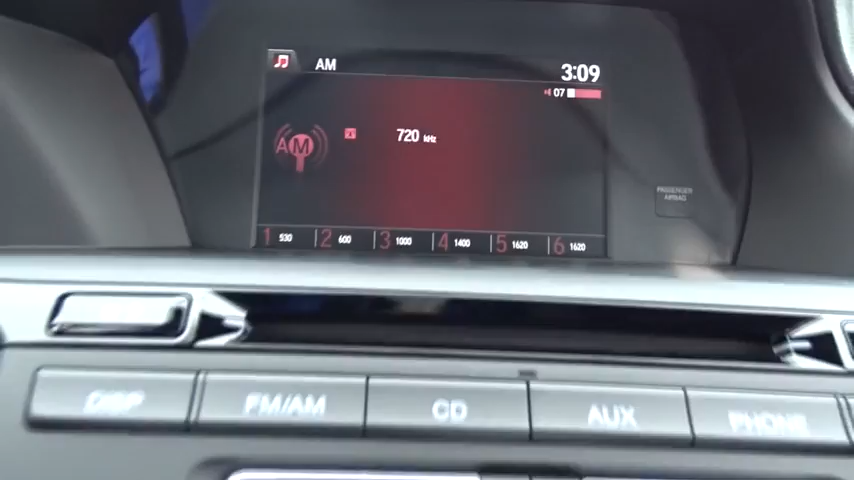 AM 3:09
07
AM 720 kHz
PASSENGER
AIRBAG
1 530 2 600 3 1000 4 1400 5 1620 6 1620
DISP FM/AM CD AUX PHONE